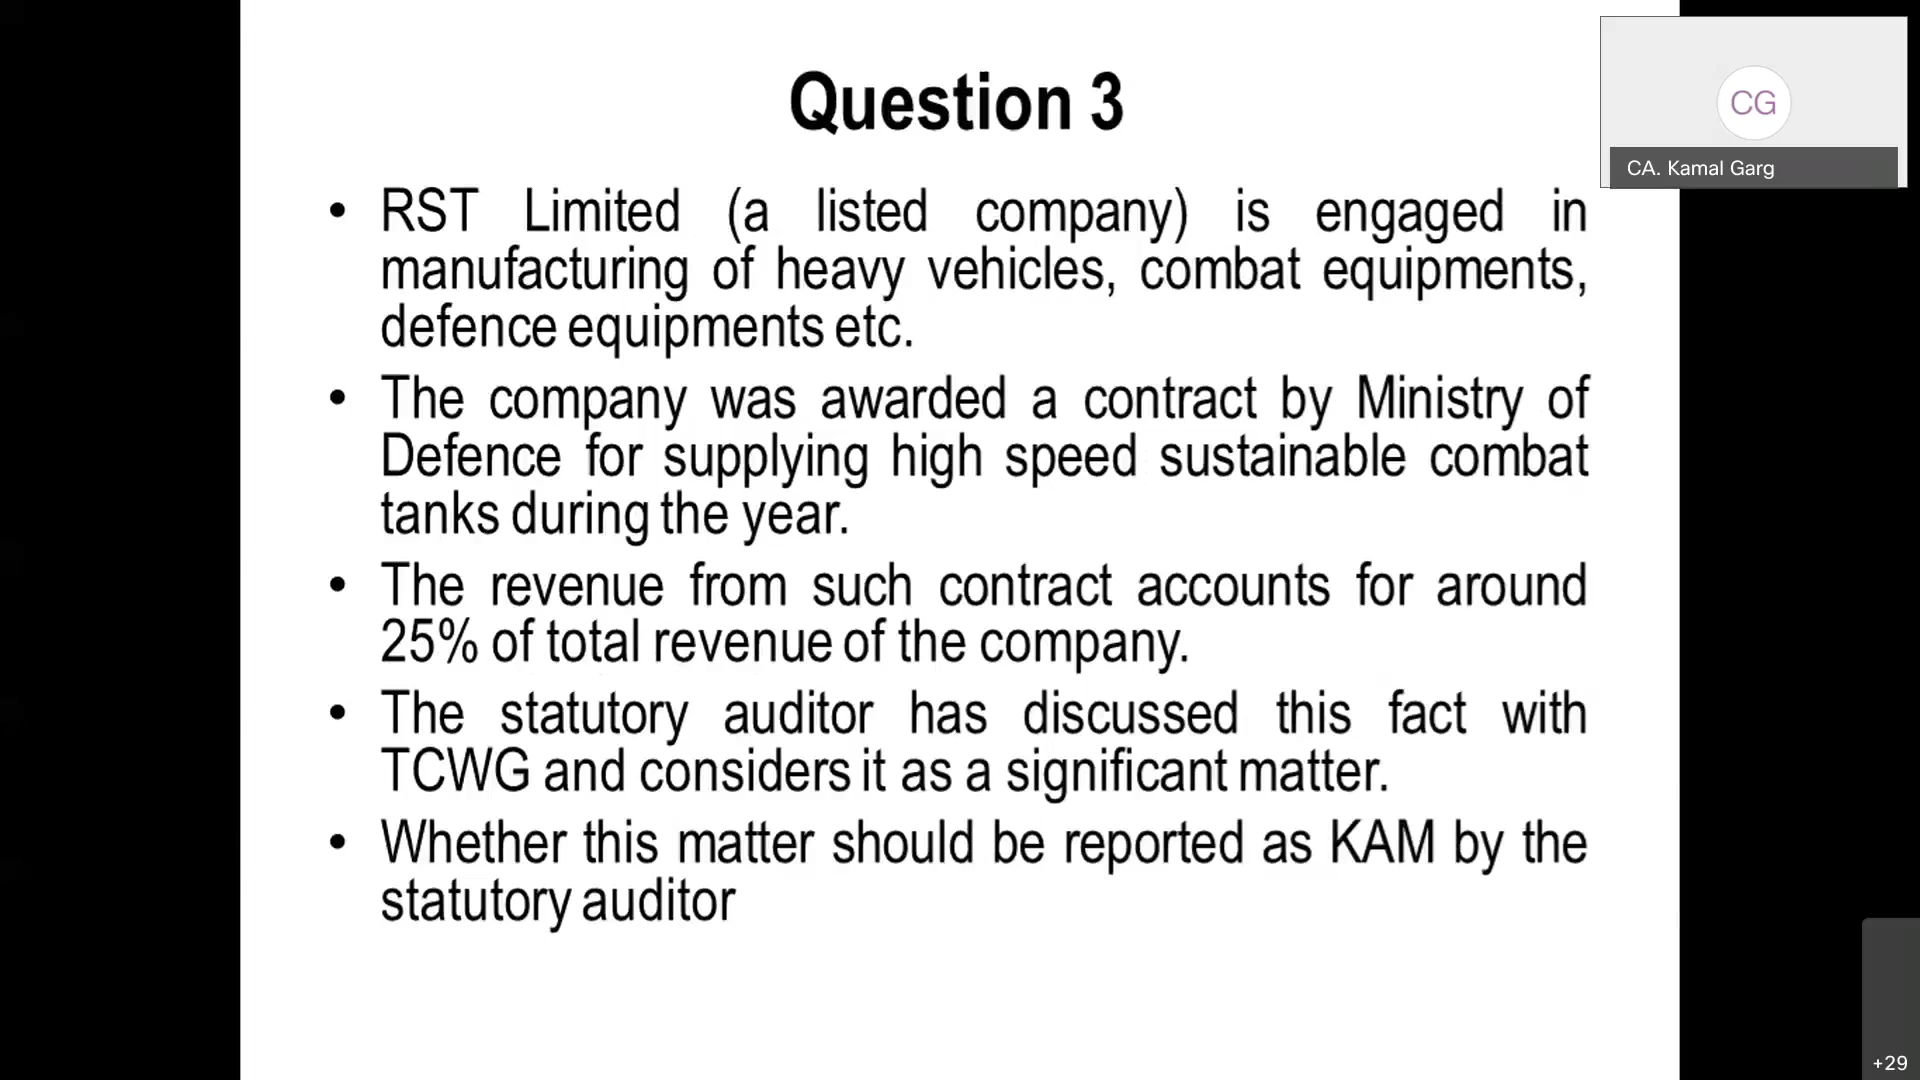 Question 3
CG
CA. Kamal Garg
• RST Limited (a listed company) is engaged in
manufacturing of heavy vehicles, combat equipments,
defence equipments etc.
• The company was awarded a contract by Ministry of
Defence for supplying high speed sustainable combat
tanks during the year.
• The revenue from such contract accounts for around
25% of total revenue of the company.
• The statutory auditor has discussed this fact with
TCWG and considers it as a significant matter.
• Whether this matter should be reported as KAM by the
statutory auditor
+29